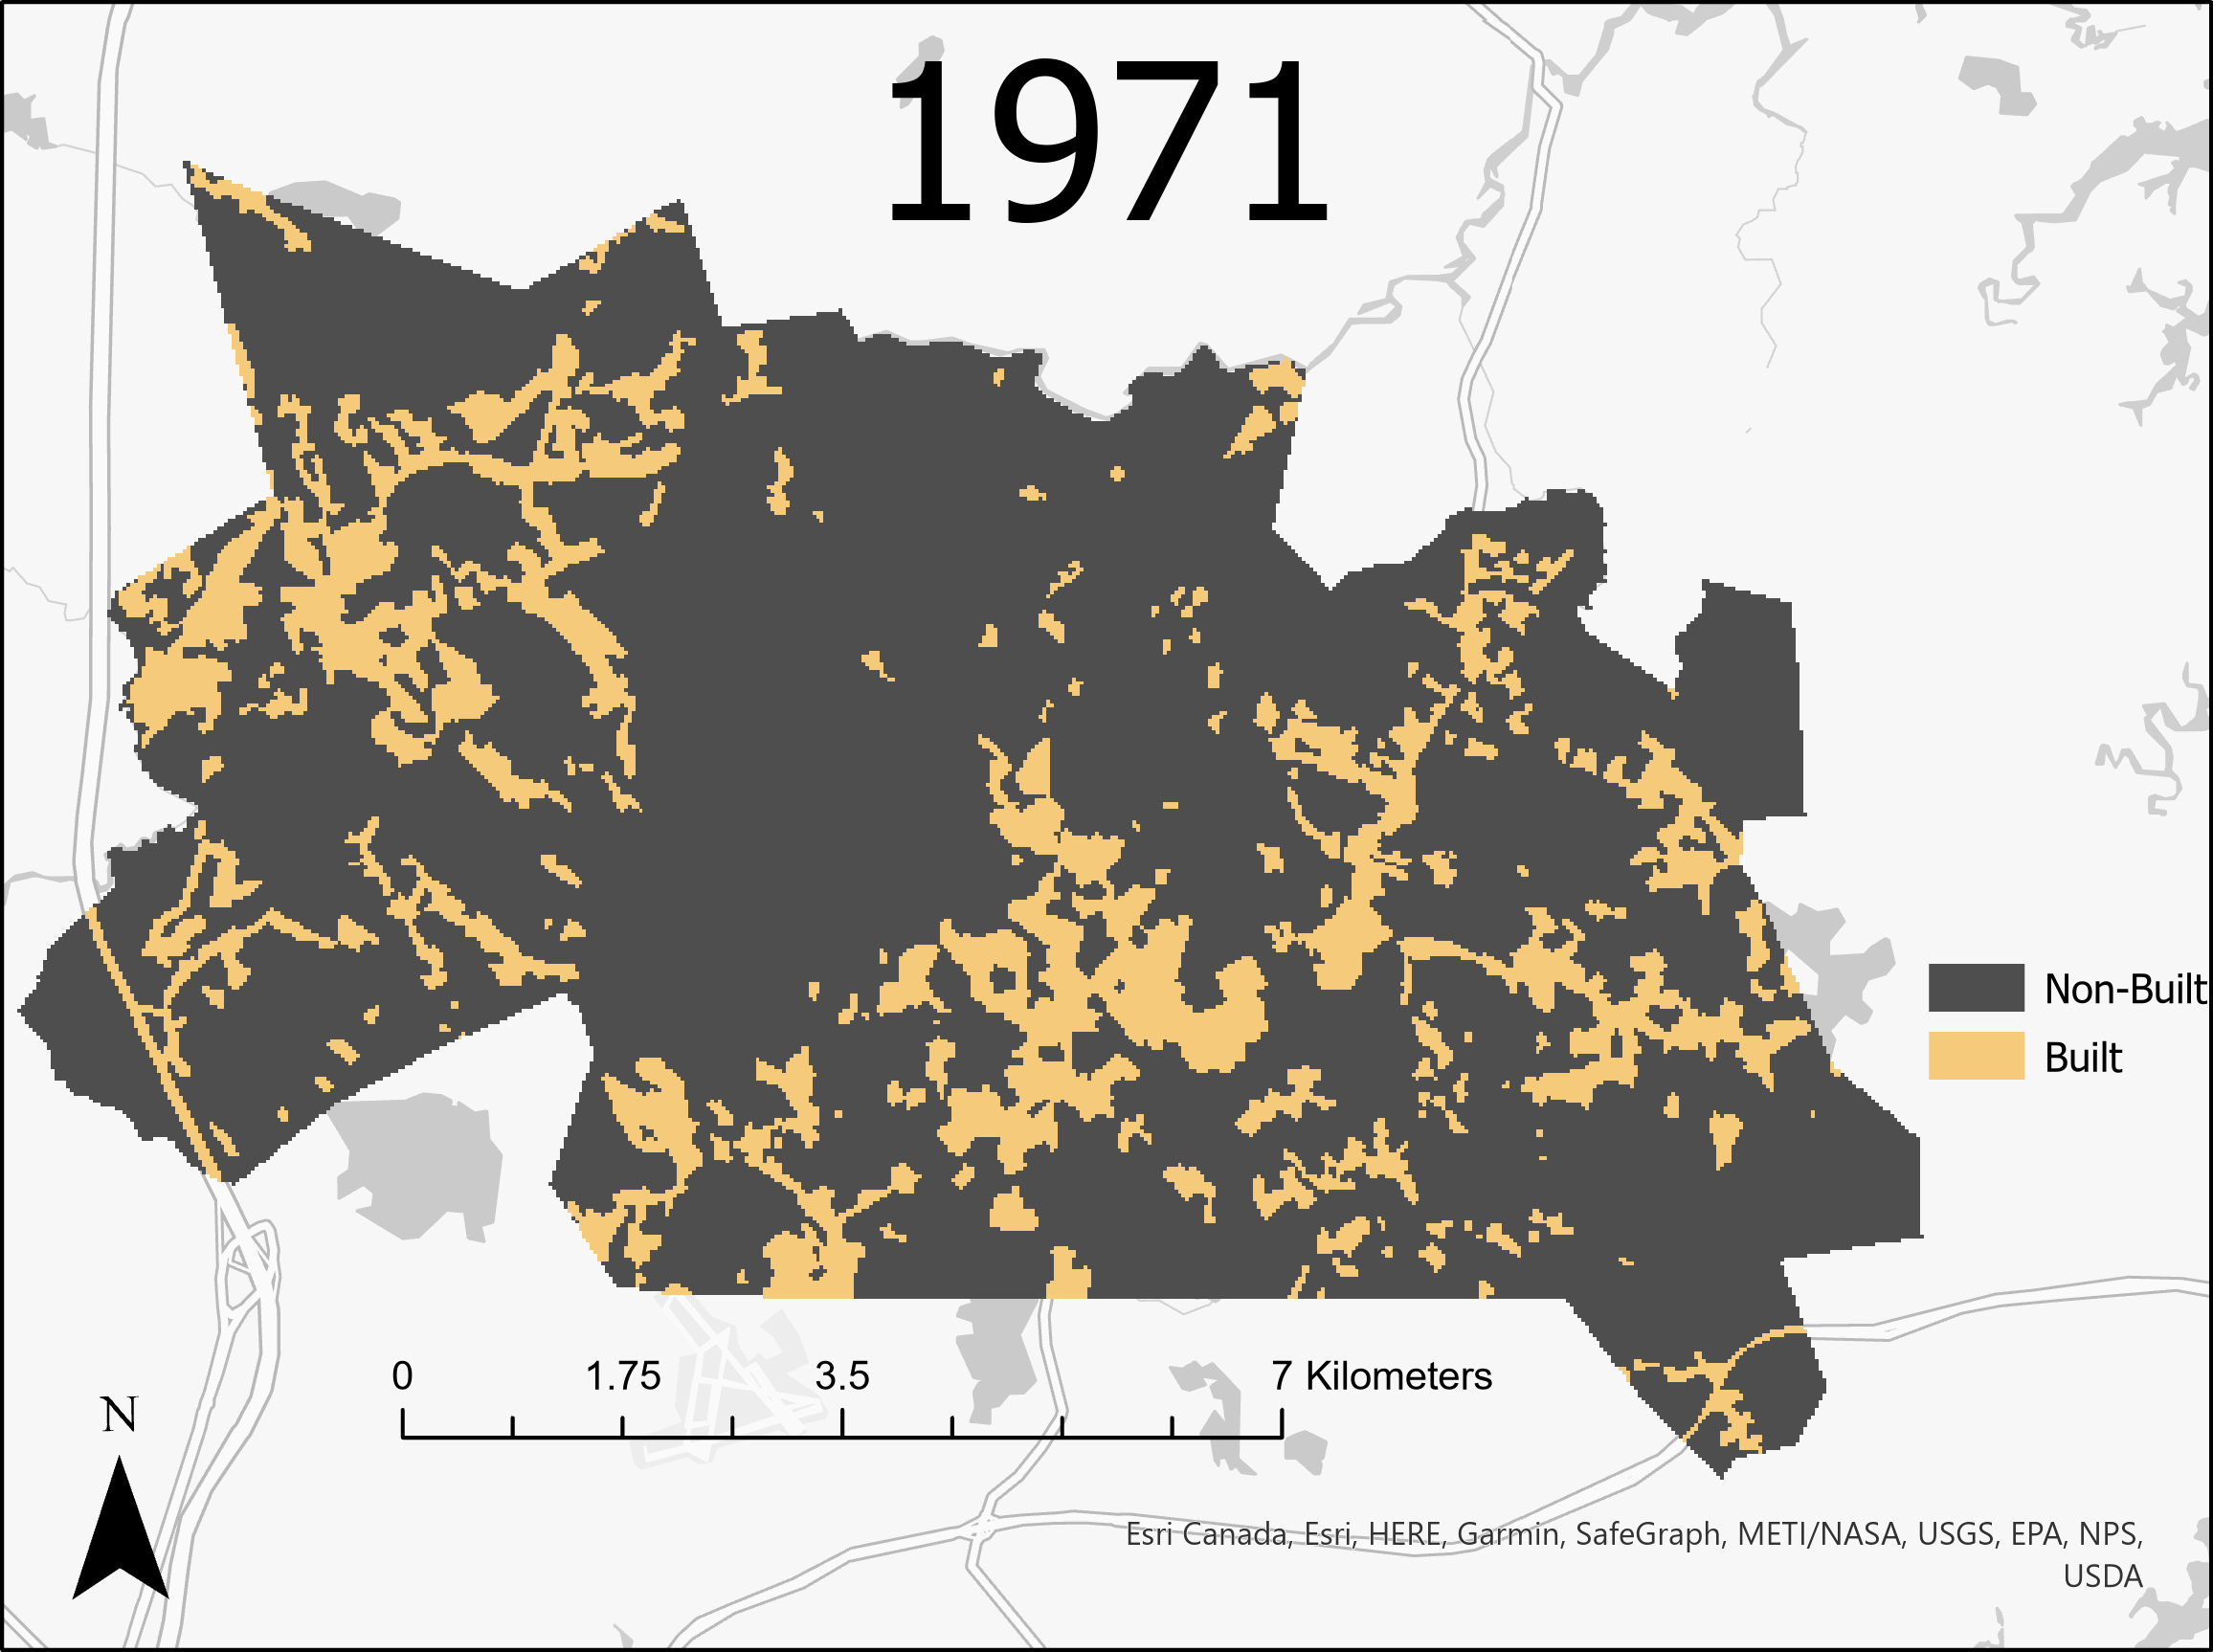 1971
Non-Built
Built
0 1.75 3.5 7 Kilometers
N
Esri Canada, Esri, HERE, Garmin, SafeGraph, METI/NASA, USGS, EPA, NPS,
USDA